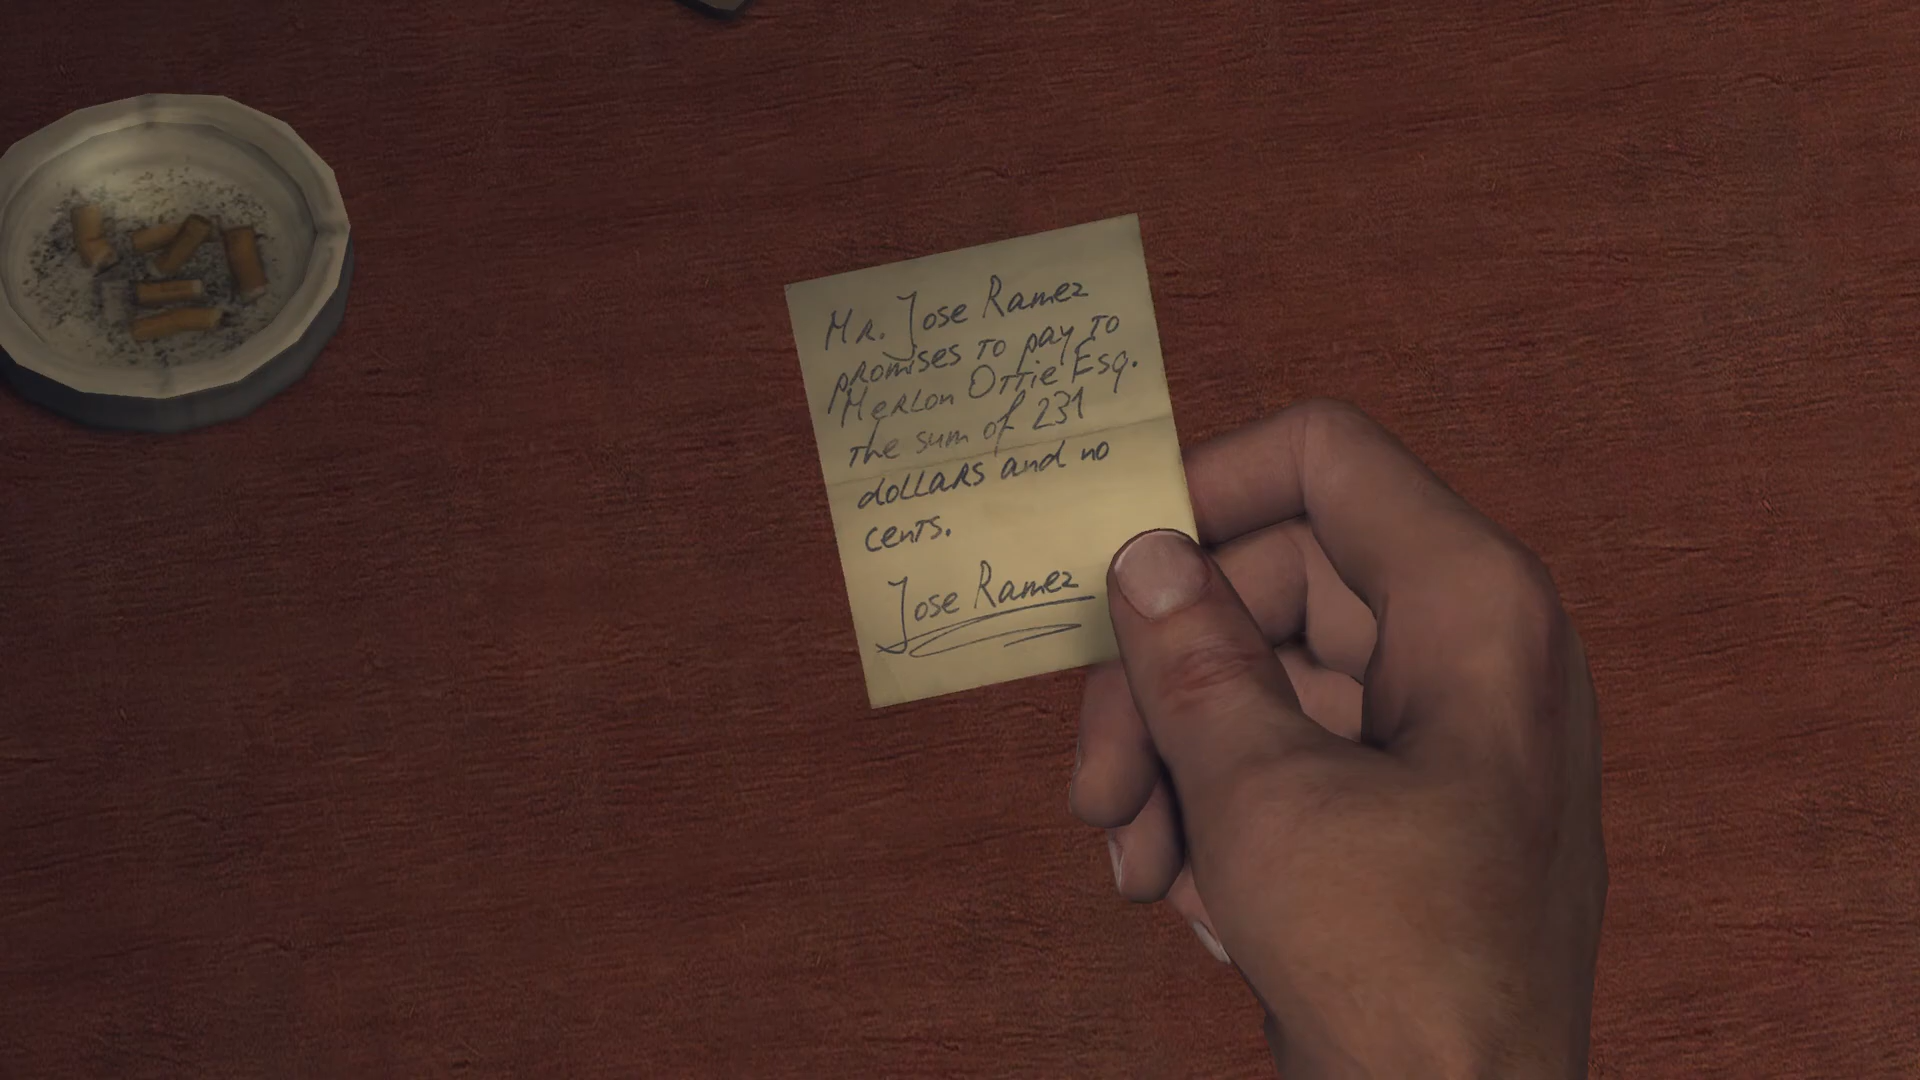 Mr. Jose Ramez
promises to pay to
Merlon Ottie Esq.
the sum of 231
dollars and no
cents.
Jose Ramez